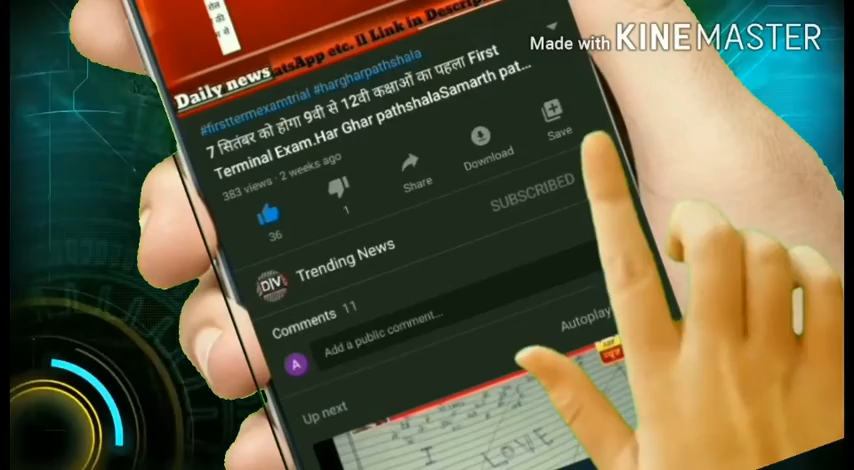 रोल
की
Made with KINEMASTER
Daily news atsApp etc. ll Link in Descrip
#firsttermexamtrial #hargharpathshala
7 सितंबर को होगा 9वी से 12वी कक्षाओं का पहला First
Terminal Exam.Har Ghar pathshalaSamarth pat...
383 views · 2 weeks ago
36
1
Share
Download
Save
DIV Trending News
SUBSCRIBED
Comments 11
A Add a public comment...
Autoplay
Up next
I LOVE